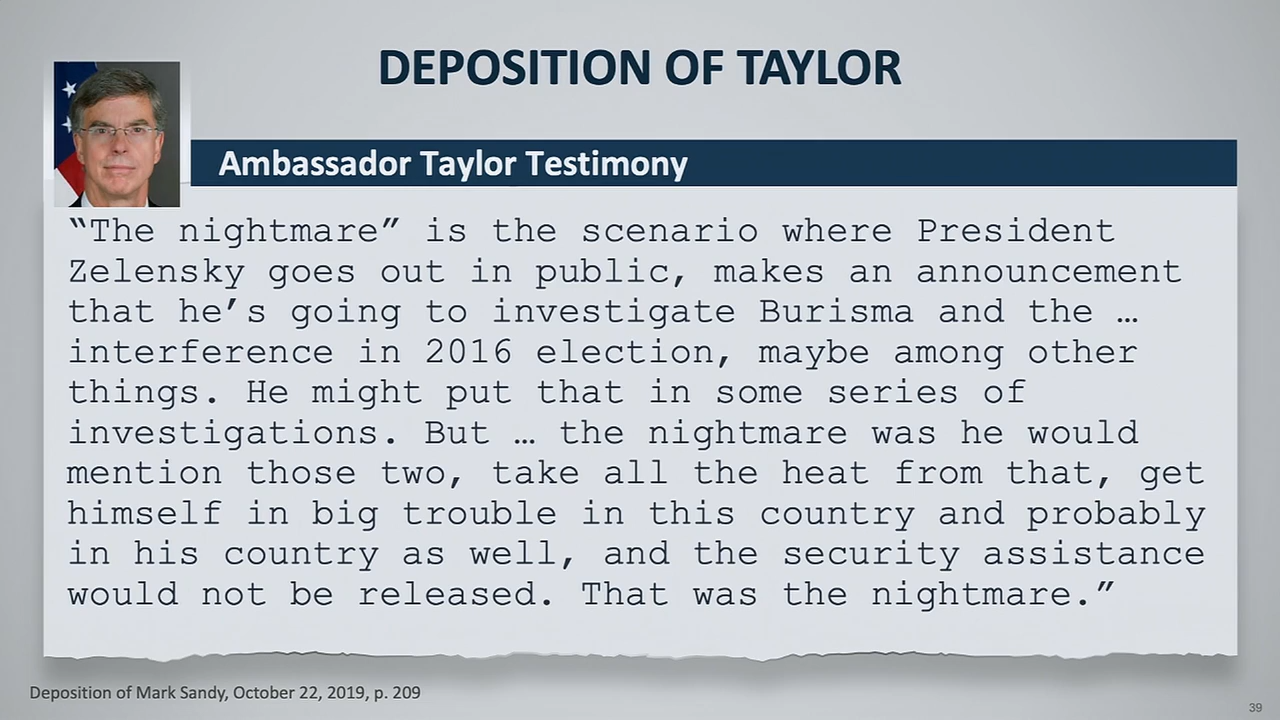 DEPOSITION OF TAYLOR
Ambassador Taylor Testimony
“The nightmare” is the scenario where President
Zelensky goes out in public, makes an announcement
that he’s going to investigate Burisma and the …
interference in 2016 election, maybe among other
things. He might put that in some series of
investigations. But … the nightmare was he would
mention those two, take all the heat from that, get
himself in big trouble in this country and probably
in his country as well, and the security assistance
would not be released. That was the nightmare.”
Deposition of Mark Sandy, October 22, 2019, p. 209
39